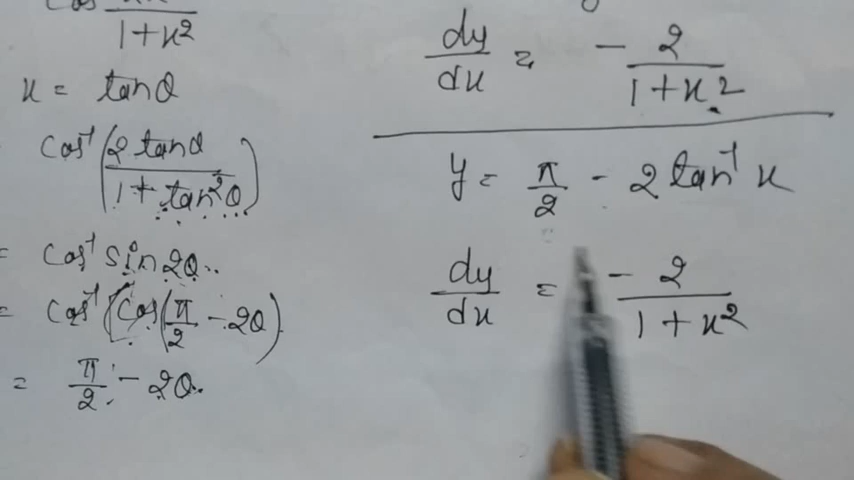 1+x²
x = tanθ
cos⁻¹(2tanθ / 1+tan²θ)
= cos⁻¹ sin2θ
= cos⁻¹(cos(π/2 - 2θ)
= π/2 - 2θ
dy/dx = - 2/1+x²
y = π/2 - 2tan⁻¹ x
dy/dx = - 2/1+x²